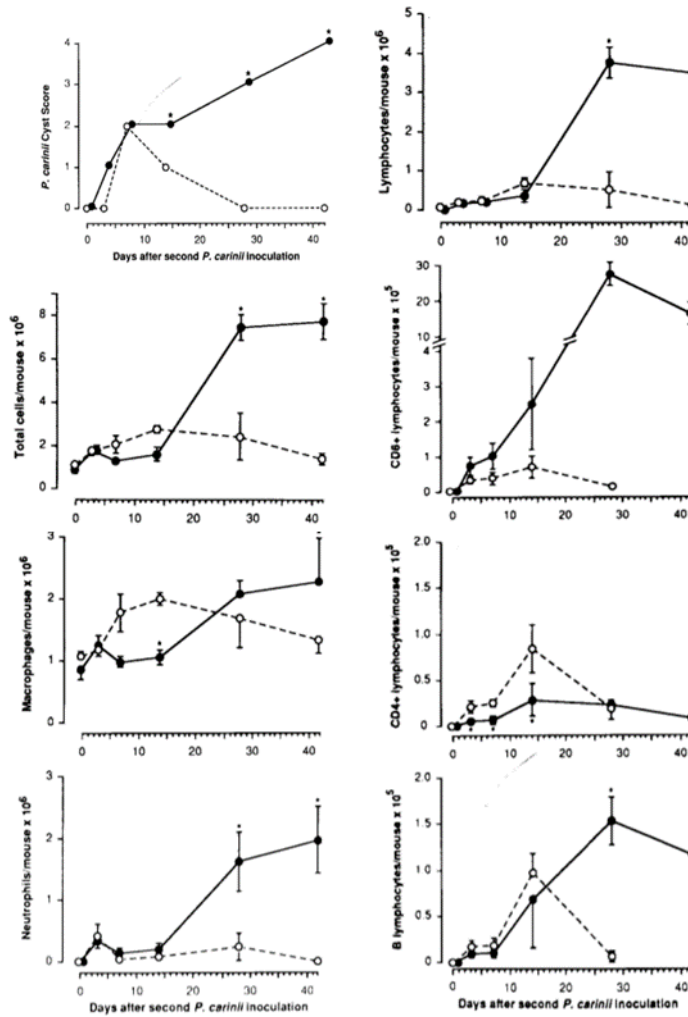 P. carinii Cyst Score
4
3
2
1
0
0 10 20 30 40
Days after second P. carinii inoculation
Total cells/mouse x 10⁶
8
6
4
2
0
0 10 20 30 40
Macrophages/mouse x 10⁶
3
2
1
0
0 10 20 30 40
Neutrophils/mouse x 10⁶
3
2
1
0
0 10 20 30 40
Days after second P. carinii inoculation
Lymphocytes/mouse x 10⁶
5
4
3
2
1
0
0 10 20 30 40
CD8+ lymphocytes/mouse x 10⁵
30
20
10
4
3
2
1
0
0 10 20 30 40
CD4+ lymphocytes/mouse x 10⁵
2.0
1.5
1.0
0.5
0
0 10 20 30 40
B lymphocytes/mouse x 10⁵
2.0
1.5
1.0
0.5
0
0 10 20 30 40
Days after second P. carinii inoculation